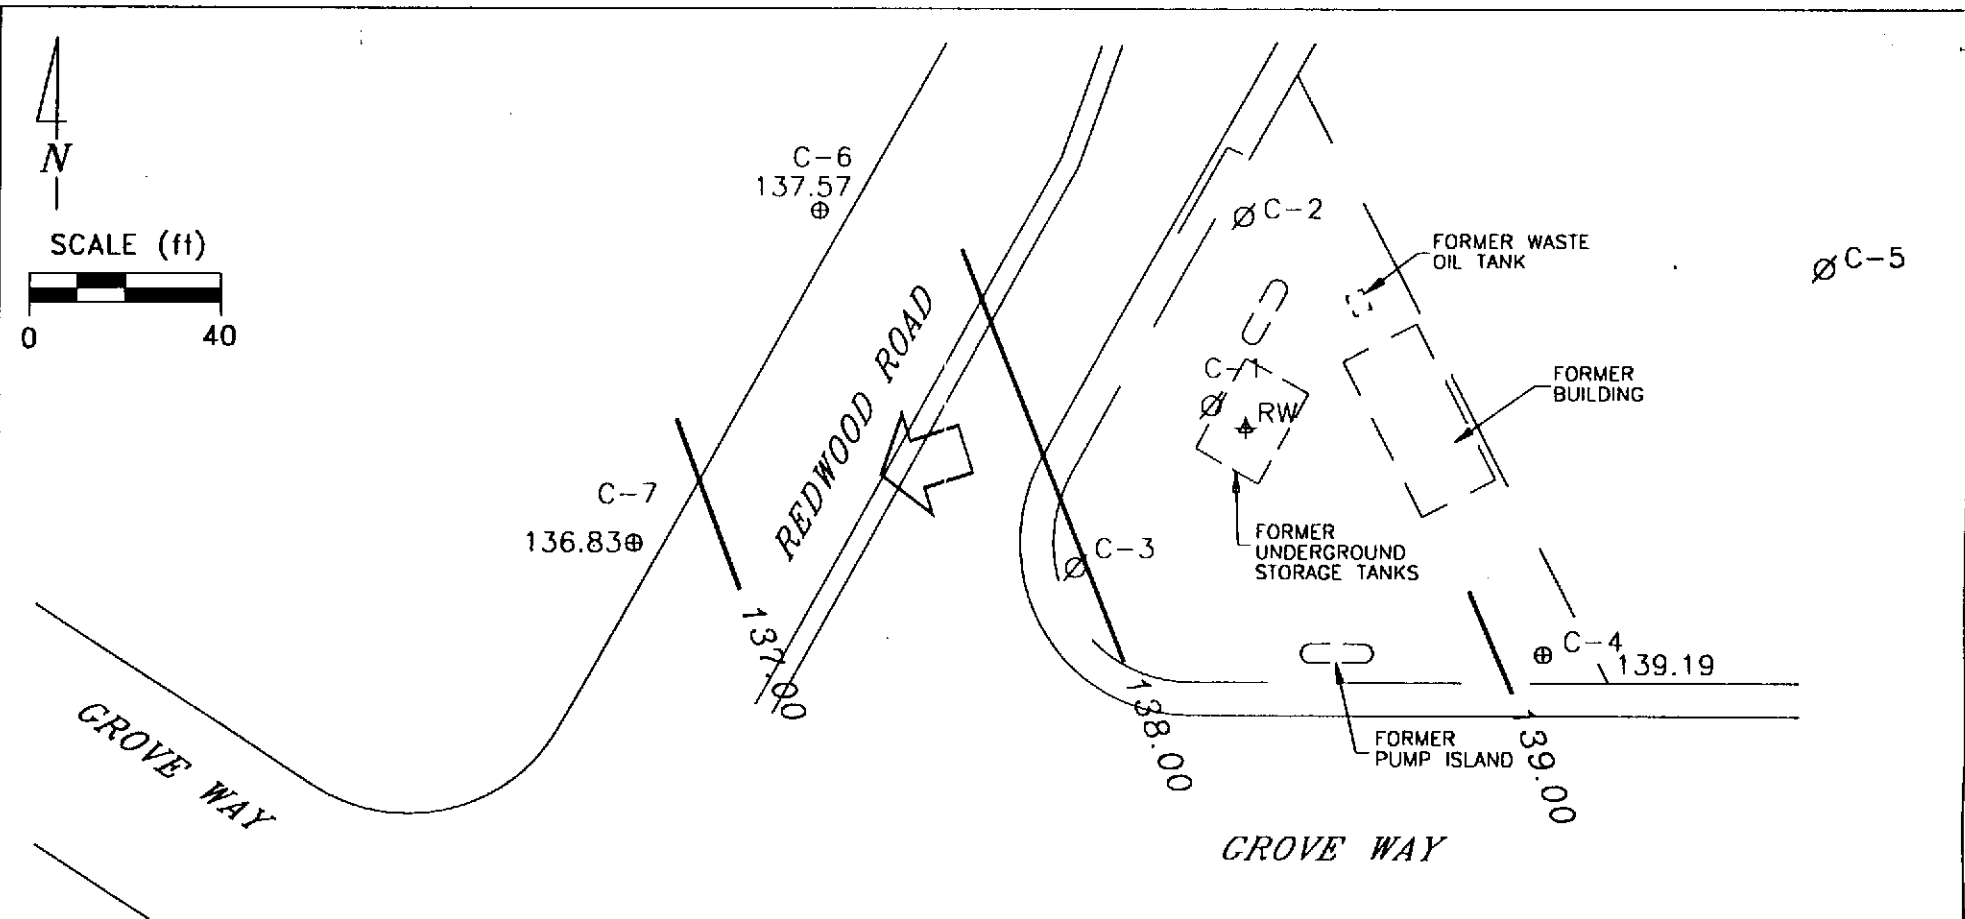 N
SCALE (ft)
0 40
C-6
137.57
C-7
136.83
REDWOOD ROAD
137.00
GROVE WAY
C-2
FORMER WASTE
OIL TANK
C-5
C-1
RW
FORMER
BUILDING
FORMER
UNDERGROUND
STORAGE TANKS
C-3
C-4
139.19
138.00
FORMER
PUMP ISLAND
139.00
GROVE WAY